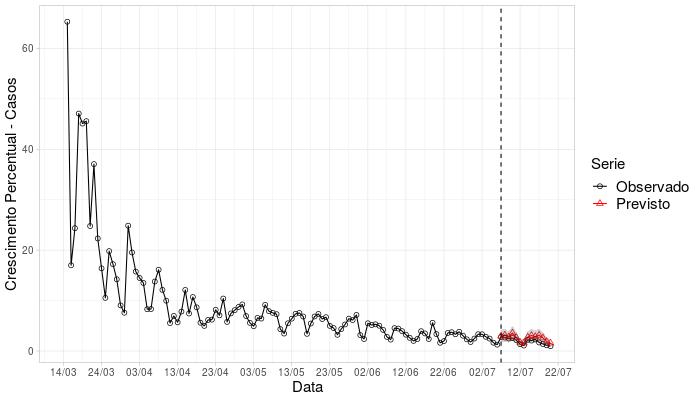 Crescimento Percentual - Casos
60
40
20
0
14/03 24/03 03/04 13/04 23/04 03/05 13/05 23/05 02/06 12/06 22/06 02/07 12/07 22/07
Data
Serie
Observado
Previsto